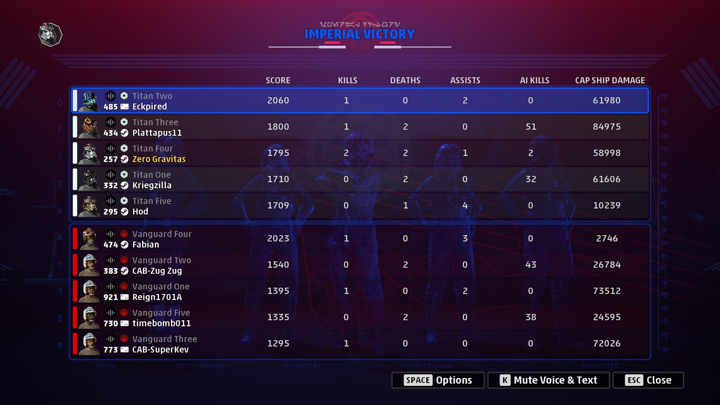 IMPERIAL VICTORY
SCORE KILLS DEATHS ASSISTS AI KILLS CAP SHIP DAMAGE
Titan Two
485 Eckpired 2060 1 0 2 0 61980
Titan Three
434 Plattapus11 1800 1 2 0 51 84975
Titan Four
257 Zero Gravitas 1795 2 2 1 2 58998
Titan One
332 Kriegzilla 1710 0 2 0 32 61606
Titan Five
295 Hod 1709 0 1 4 0 10239
Vanguard Four
474 Fabian 2023 1 0 3 0 2746
Vanguard Two
383 CAB-Zug Zug 1540 0 2 0 43 26784
Vanguard One
921 Reign1701A 1395 1 0 2 0 73512
Vanguard Five
730 timebomb011 1335 0 2 0 38 24595
Vanguard Three
773 CAB-SuperKev 1295 1 0 0 0 72026
SPACE Options K Mute Voice & Text ESC Close